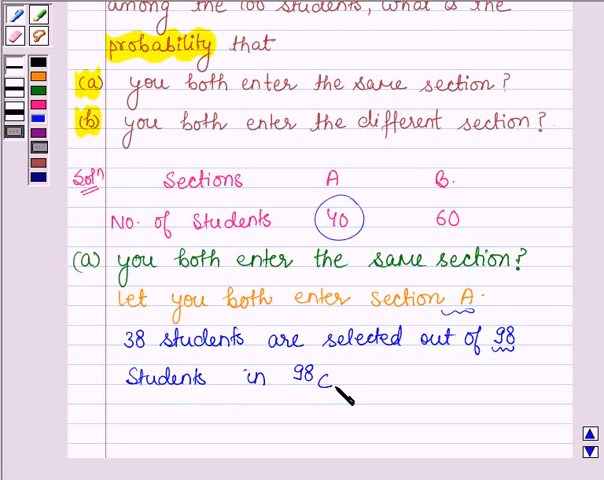 among the 100 students, what is the
probability that
(a) you both enter the same section?
(b) you both enter the different section?
Solⁿ Sections A B.
No. of Students 40 60
(a) you both enter the same section?
Let you both enter section A.
38 students are selected out of 98
Students in ⁹⁸C